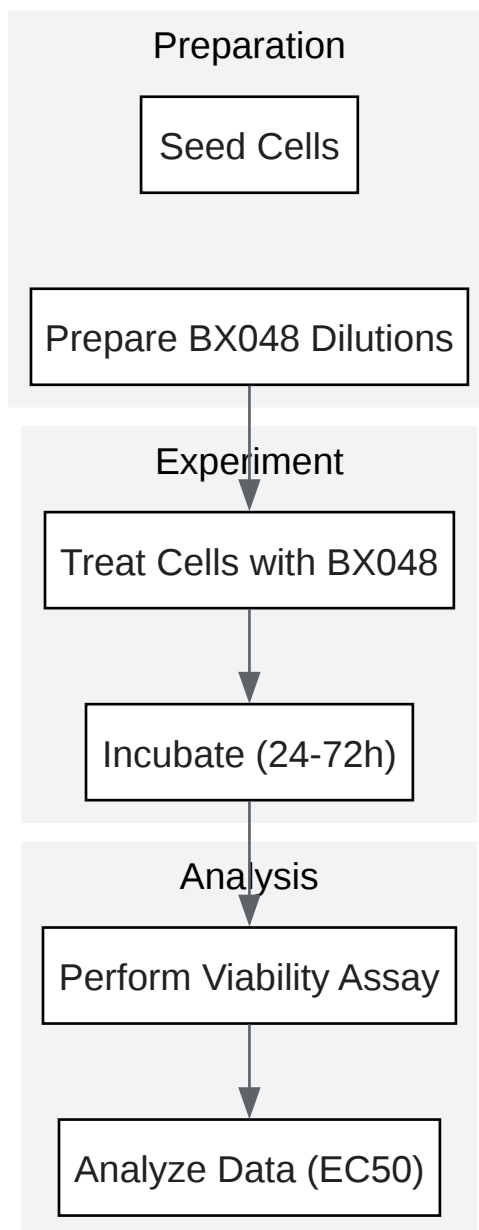 Preparation
Seed Cells
Prepare BX048 Dilutions
Experiment
Treat Cells with BX048
Incubate (24-72h)
Analysis
Perform Viability Assay
Analyze Data (EC50)